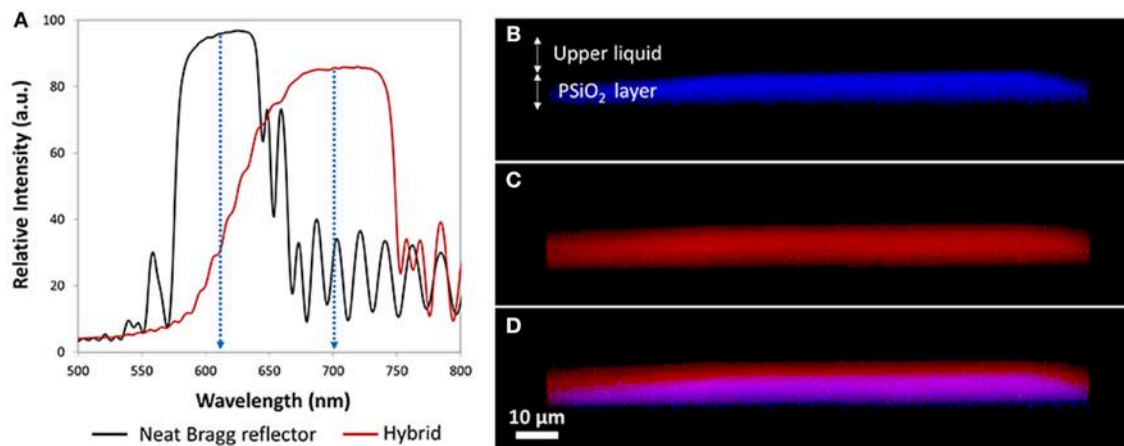 A
Relative Intensity (a.u.)
100
80
60
40
20
0
500
550
600
650
700
750
800
Wavelength (nm)
Neat Bragg reflector
Hybrid
B
Upper liquid
PSiO₂ layer
C
D
10 μm